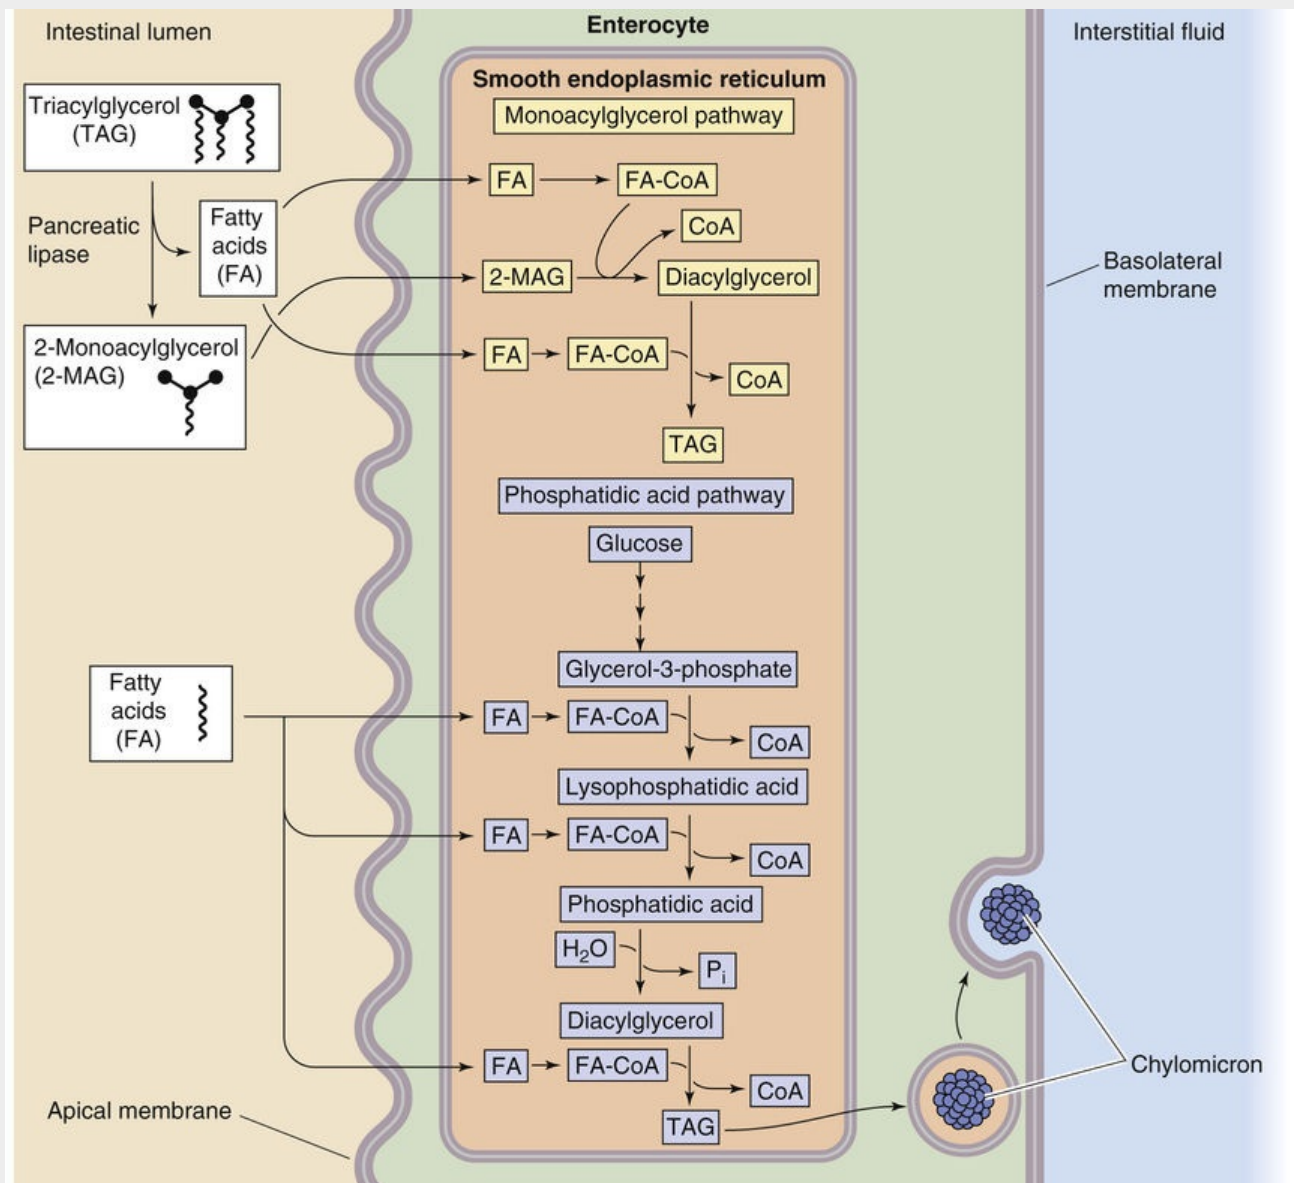 Intestinal lumen
Enterocyte
Interstitial fluid
Smooth endoplasmic reticulum
Triacylglycerol
(TAG)
Monoacylglycerol pathway
FA
FA-CoA
Fatty
acids
(FA)
Pancreatic
lipase
CoA
2-MAG
Diacylglycerol
Basolateral
membrane
2-Monoacylglycerol
(2-MAG)
FA
FA-CoA
CoA
TAG
Phosphatidic acid pathway
Glucose
Glycerol-3-phosphate
Fatty
acids
(FA)
FA
FA-CoA
CoA
Lysophosphatidic acid
FA
FA-CoA
CoA
Phosphatidic acid
H₂O
Pᵢ
Diacylglycerol
FA
FA-CoA
CoA
Chylomicron
Apical membrane
TAG